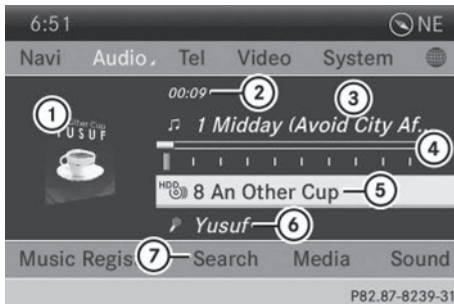 6:51 NE
Navi Audio Tel Video System
1
Other Cup
YUSUF
00:09 2
3
1 Midday (Avoid City Af..
4
HDD 8 An Other Cup 5
Yusuf 6
Music Regis 7 Search Media Sound
P82.87-8239-31